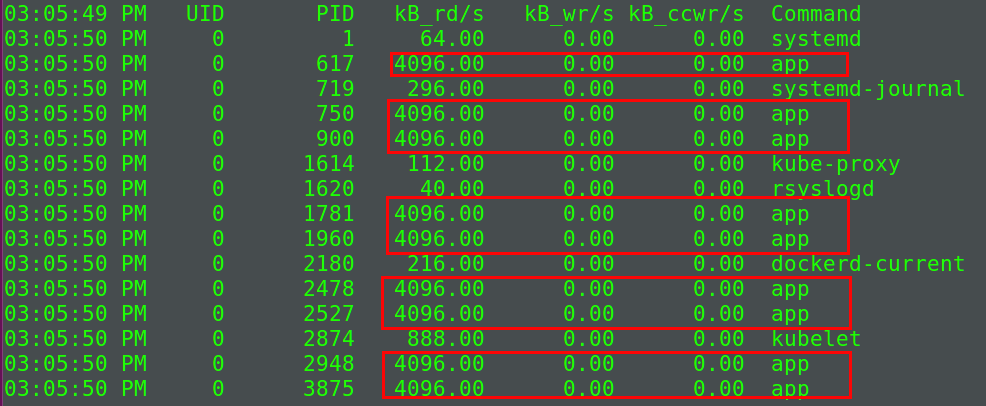 03:05:49 PM   UID       PID   kB_rd/s   kB_wr/s kB_ccwr/s  Command
03:05:50 PM     0         1     64.00      0.00      0.00  systemd
03:05:50 PM     0       617   4096.00      0.00      0.00  app
03:05:50 PM     0       719    296.00      0.00      0.00  systemd-journal
03:05:50 PM     0       750   4096.00      0.00      0.00  app
03:05:50 PM     0       900   4096.00      0.00      0.00  app
03:05:50 PM     0      1614    112.00      0.00      0.00  kube-proxy
03:05:50 PM     0      1620     40.00      0.00      0.00  rsyslogd
03:05:50 PM     0      1781   4096.00      0.00      0.00  app
03:05:50 PM     0      1960   4096.00      0.00      0.00  app
03:05:50 PM     0      2180    216.00      0.00      0.00  dockerd-current
03:05:50 PM     0      2478   4096.00      0.00      0.00  app
03:05:50 PM     0      2527   4096.00      0.00      0.00  app
03:05:50 PM     0      2874    888.00      0.00      0.00  kubelet
03:05:50 PM     0      2948   4096.00      0.00      0.00  app
03:05:50 PM     0      3875   4096.00      0.00      0.00  app